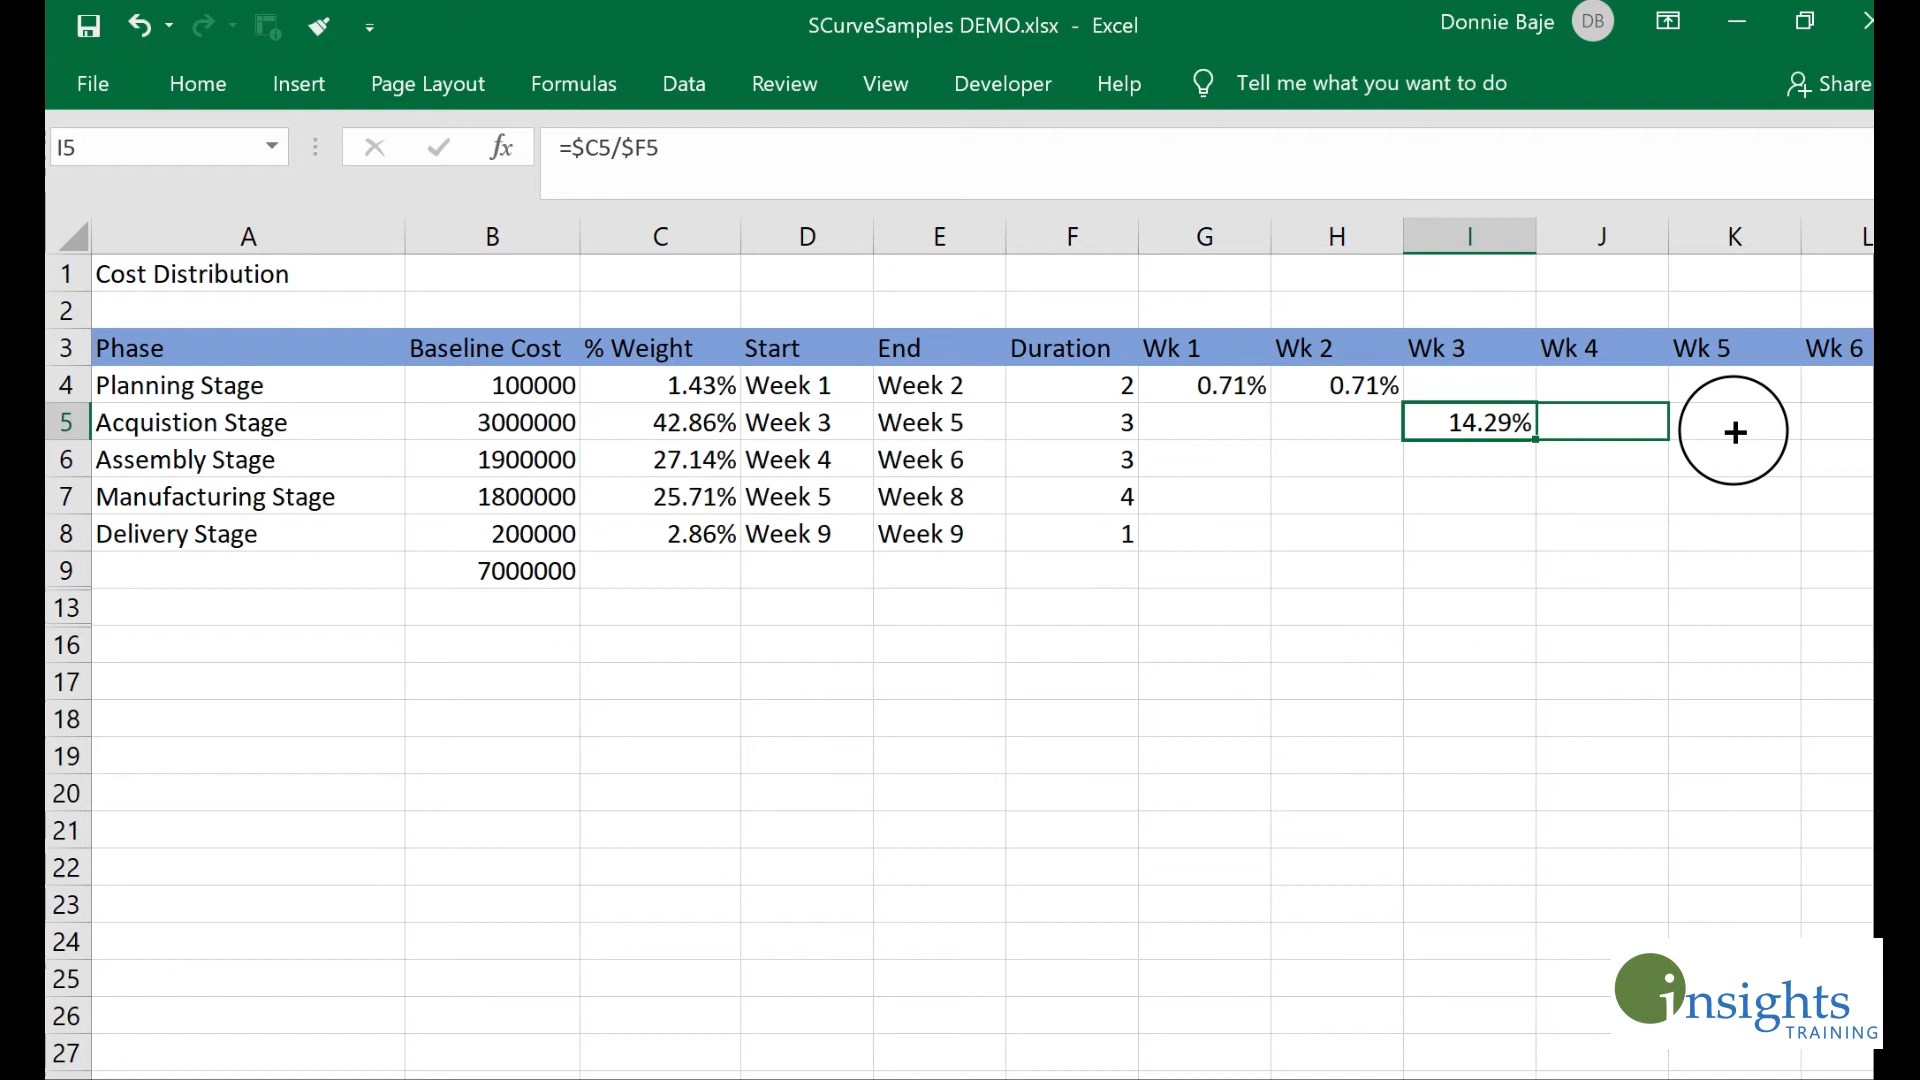 SCurveSamples DEMO.xlsx - Excel Donnie Baje DB
File Home Insert Page Layout Formulas Data Review View Developer Help Tell me what you want to do Share
I5 fx =$C5/$F5
A B C D E F G H I J K L
1 Cost Distribution
2
3 Phase Baseline Cost % Weight Start End Duration Wk 1 Wk 2 Wk 3 Wk 4 Wk 5 Wk 6
4 Planning Stage 100000 1.43% Week 1 Week 2 2 0.71% 0.71%
5 Acquistion Stage 3000000 42.86% Week 3 Week 5 3 14.29%
6 Assembly Stage 1900000 27.14% Week 4 Week 6 3
7 Manufacturing Stage 1800000 25.71% Week 5 Week 8 4
8 Delivery Stage 200000 2.86% Week 9 Week 9 1
9 7000000
13
16
17
18
19
20
21
22
23
24
25
26
27
insights
TRAINING